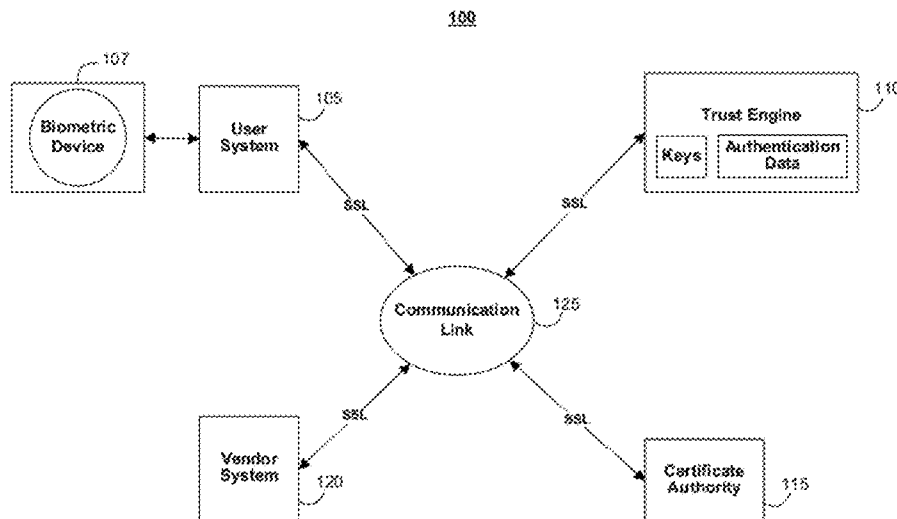 100
107
Biometric
Device
User
System
105
Trust Engine
Keys
Authentication
Data
110
SSL
SSL
Communication
Link
125
SSL
SSL
Vendor
System
120
Certificate
Authority
115